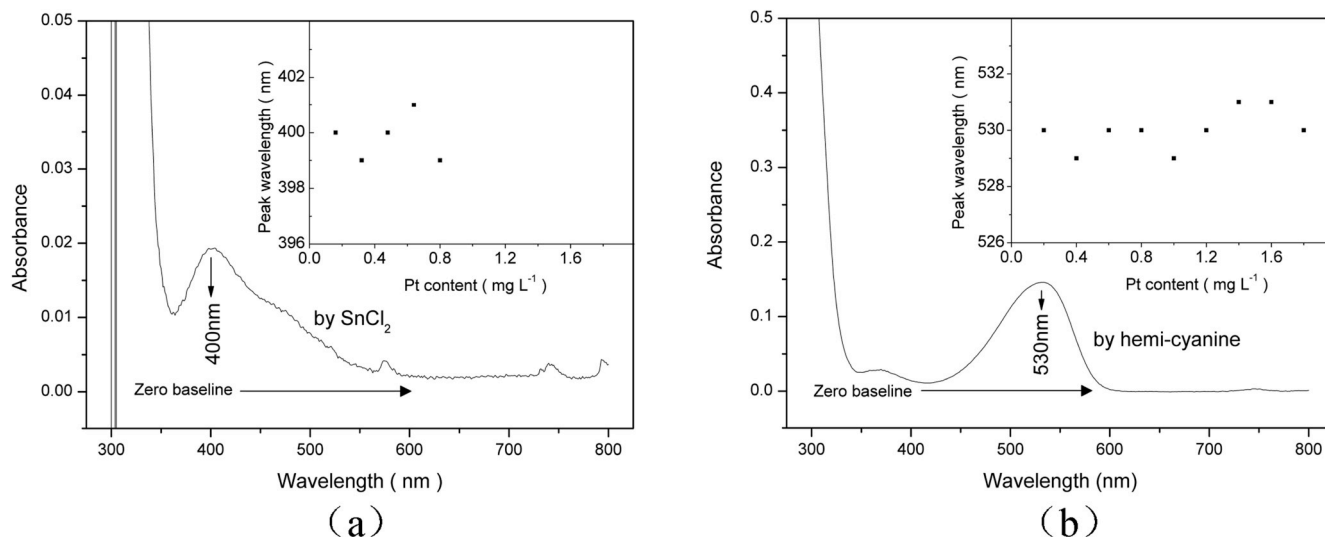 0.05
0.04
0.03
0.02
0.01
0.00
Absorbance
300
400
500
600
700
800
Wavelength ( nm )
402
400
398
396
Peak wavelength ( nm )
0.0
0.4
0.8
1.2
1.6
Pt content ( mg L⁻¹ )
400nm
by SnCl₂
Zero baseline
(a)
0.5
0.4
0.3
0.2
0.1
0.0
Absorbance
300
400
500
600
700
800
Wavelength (nm)
532
530
528
526
Peak wavelength ( nm )
0.0
0.4
0.8
1.2
1.6
Pt content ( mg L⁻¹ )
530nm
by hemi-cyanine
Zero baseline
(b)